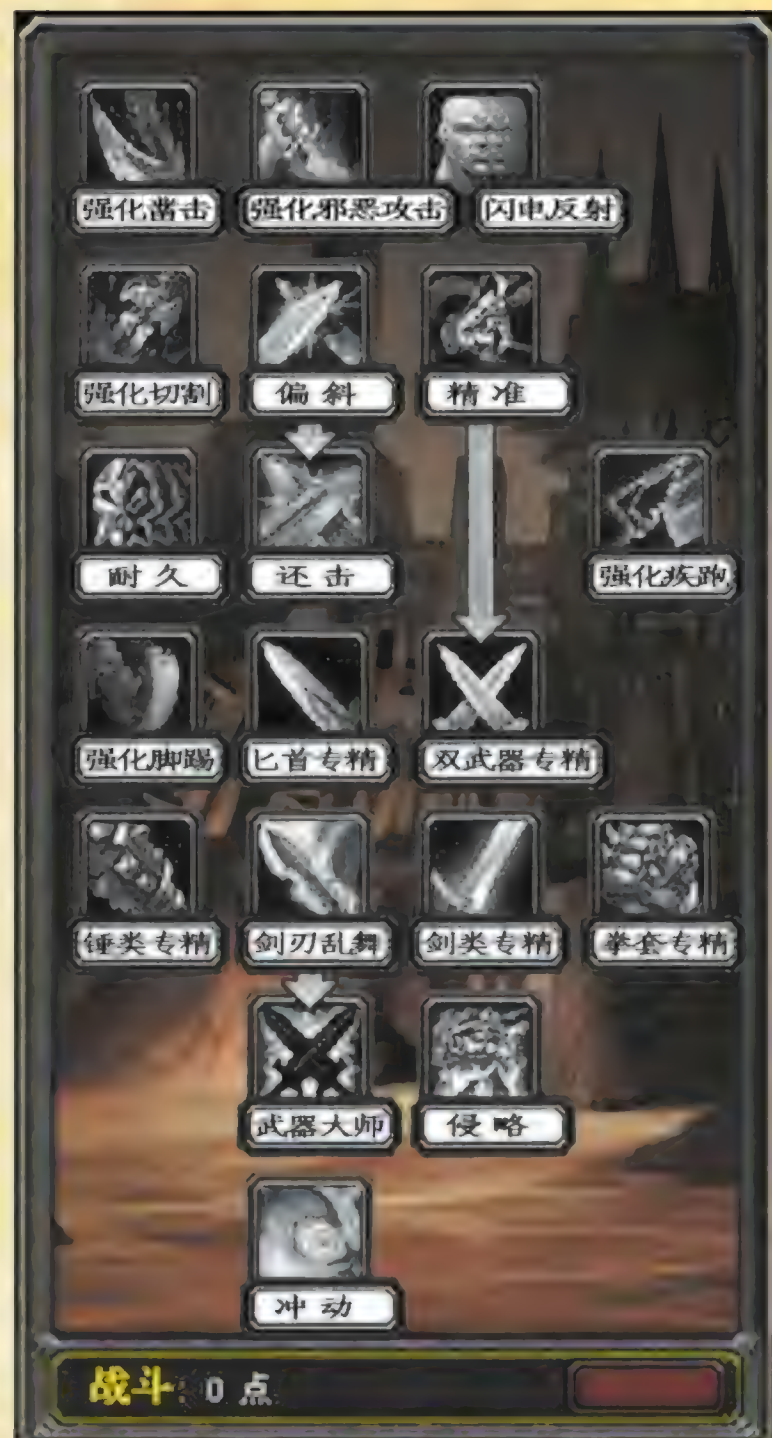 强化凿击 强化邪恶攻击 闪电反射
强化切割 偏斜 精准
耐久 还击 强化疾跑
强化脚踢 匕首专精 双武器专精
锤类专精 剑刃乱舞 剑类专精 拳套专精
武器大师 侵略
冲动
战斗: 0 点